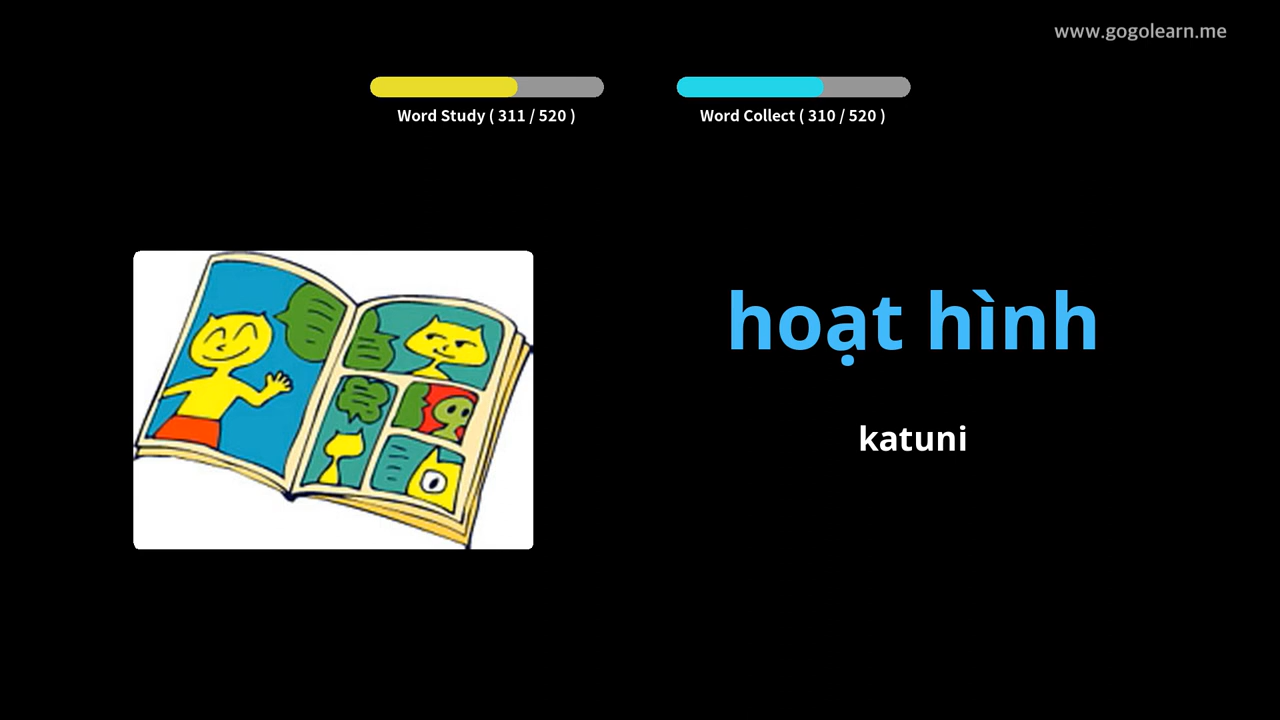 www.gogolearn.me
Word Study ( 311 / 520 )
Word Collect ( 310 / 520 )
hoạt hình
katuni